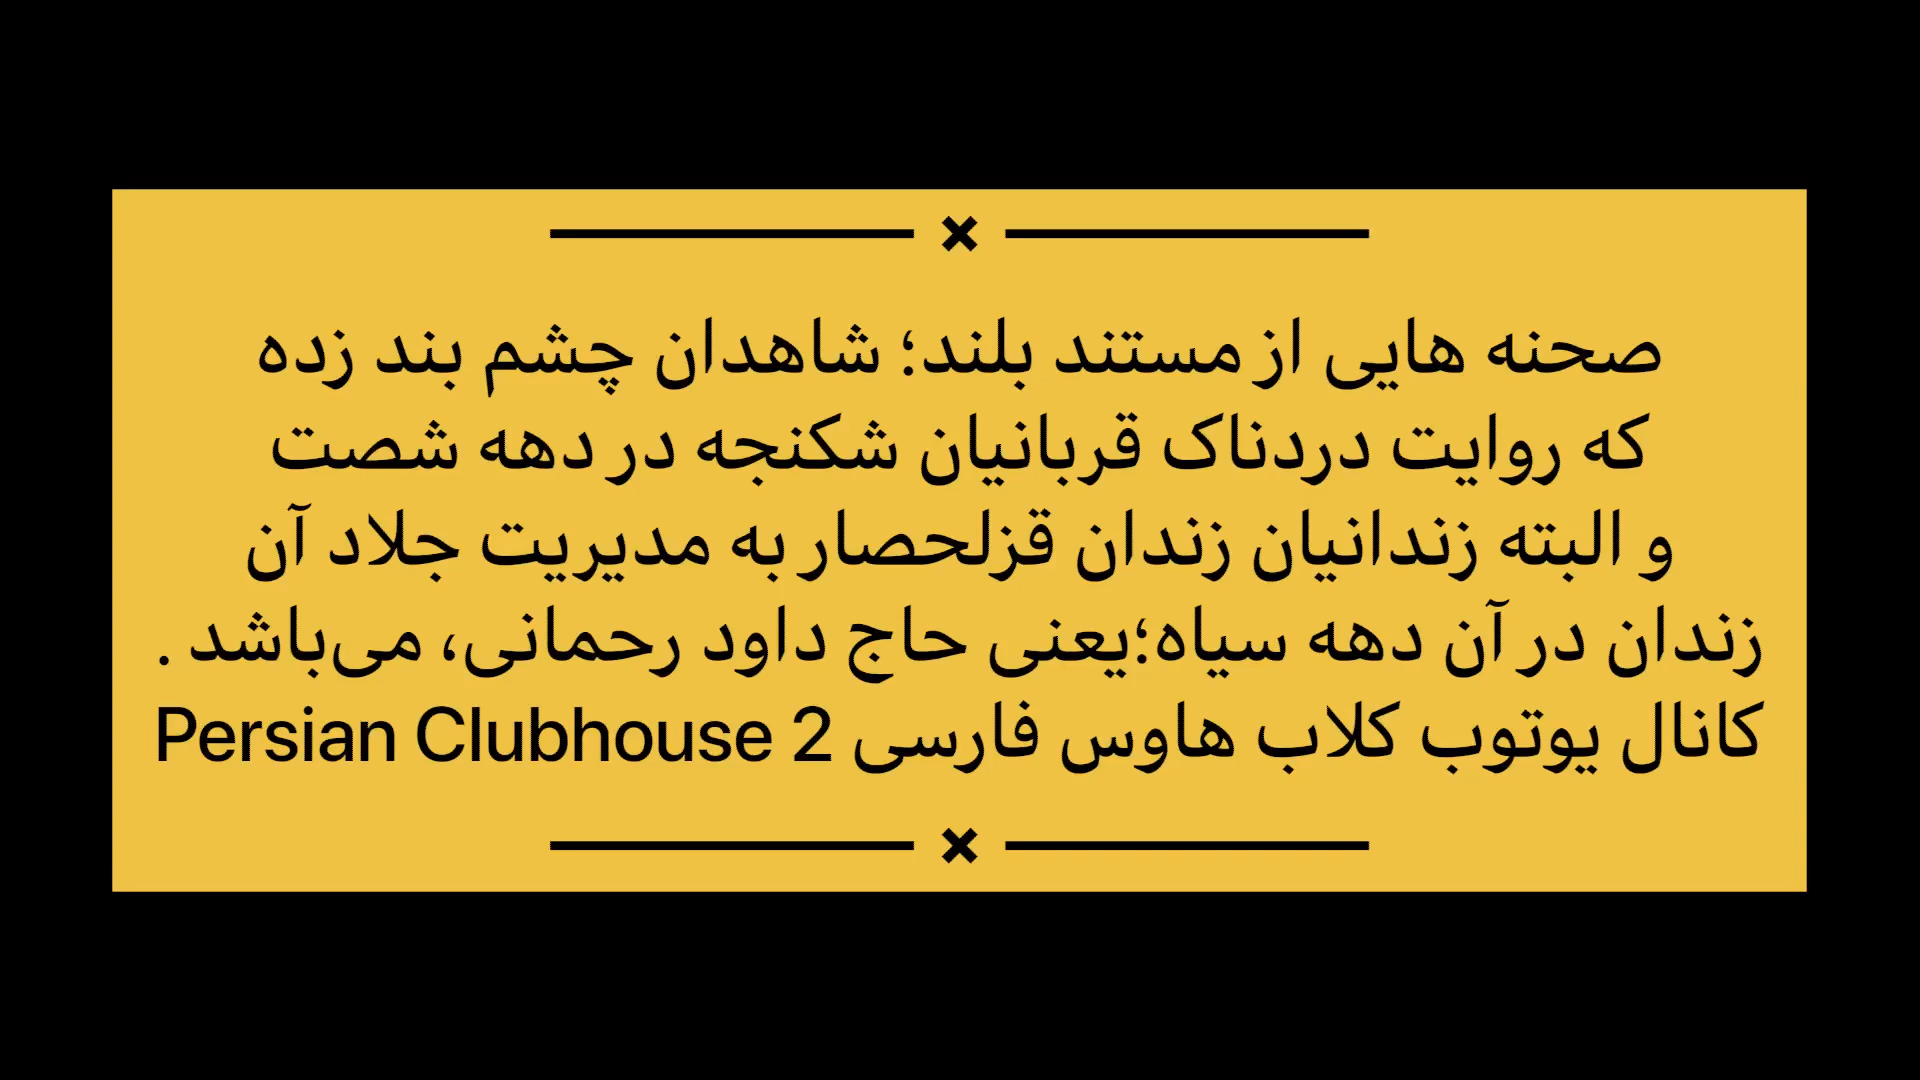 صحنه هایی از مستند بلند؛ شاهدان چشم بند زده
که روایت دردناک قربانیان شکنجه در دهه شصت
و البته زندانیان زندان قزلحصار به مدیریت جلاد آن
زندان در آن دهه سیاه؛یعنی حاج داود رحمانی، می‌باشد .
کانال یوتوب کلاب هاوس فارسی Persian Clubhouse 2